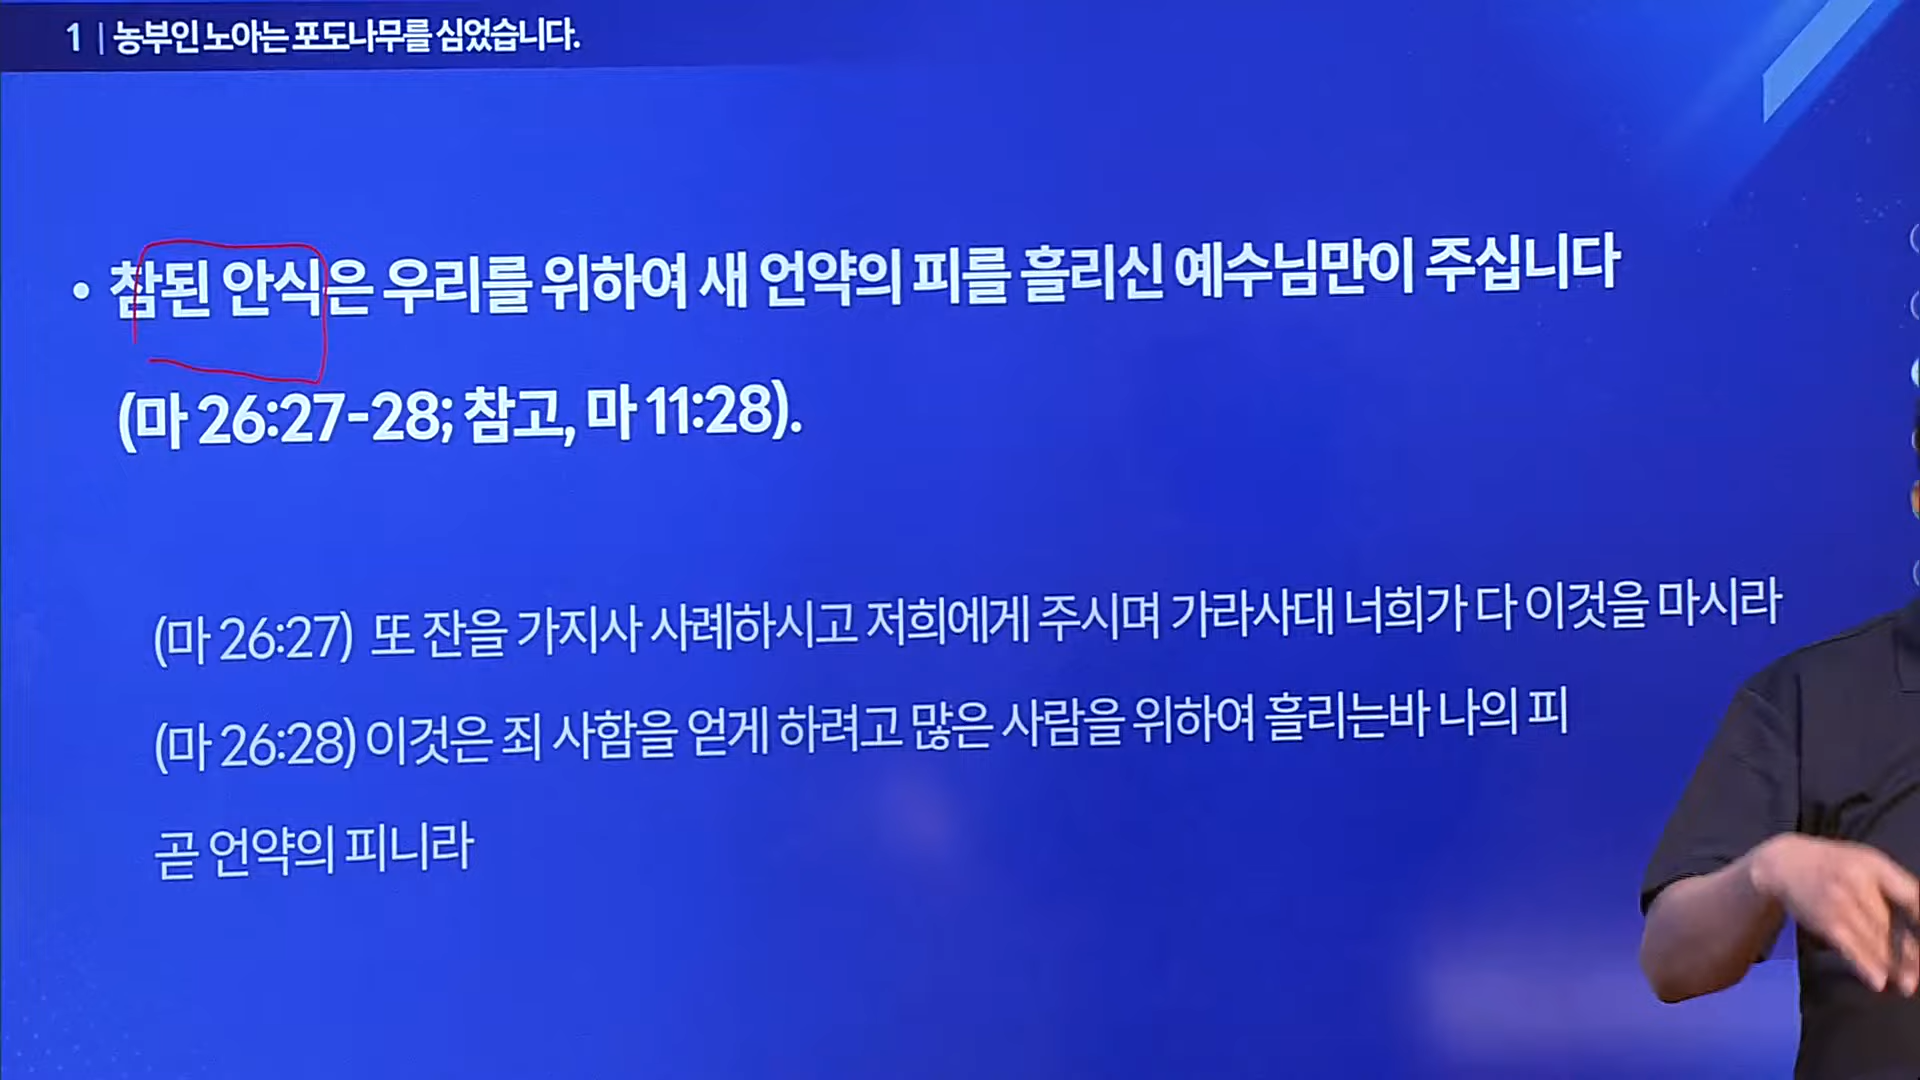 1 | 농부인 노아는 포도나무를 심었습니다.
• 참된 안식은 우리를 위하여 새 언약의 피를 흘리신 예수님만이 주십니다
(마 26:27-28; 참고, 마 11:28).
(마 26:27) 또 잔을 가지사 사례하시고 저희에게 주시며 가라사대 너희가 다 이것을 마시라
(마 26:28) 이것은 죄 사함을 얻게 하려고 많은 사람을 위하여 흘리는바 나의 피
곧 언약의 피니라